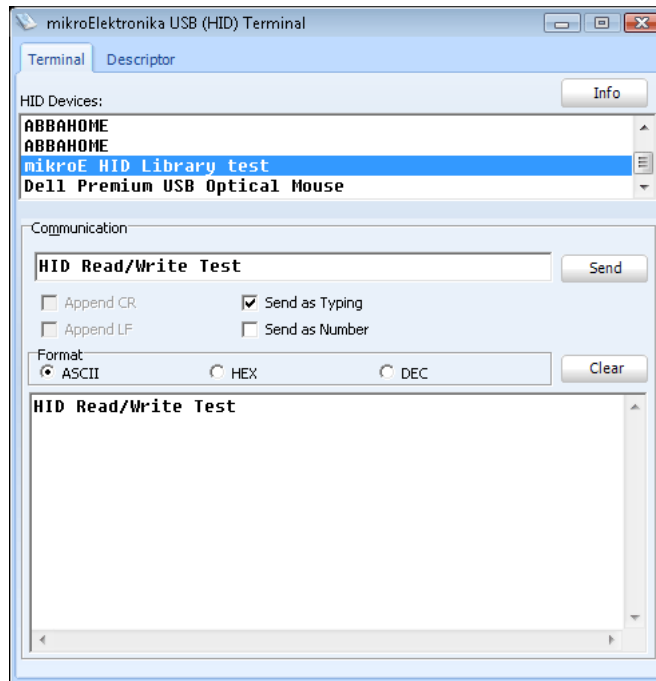 mikroElektronika USB (HID) Terminal
Terminal Descriptor
Info
HID Devices:
ABBAHOME
ABBAHOME
mikroE HID Library test
Dell Premium USB Optical Mouse
Communication
HID Read/Write Test
Send
Append CR Send as Typing
Append LF Send as Number
Format
ASCII HEX DEC
Clear
HID Read/Write Test